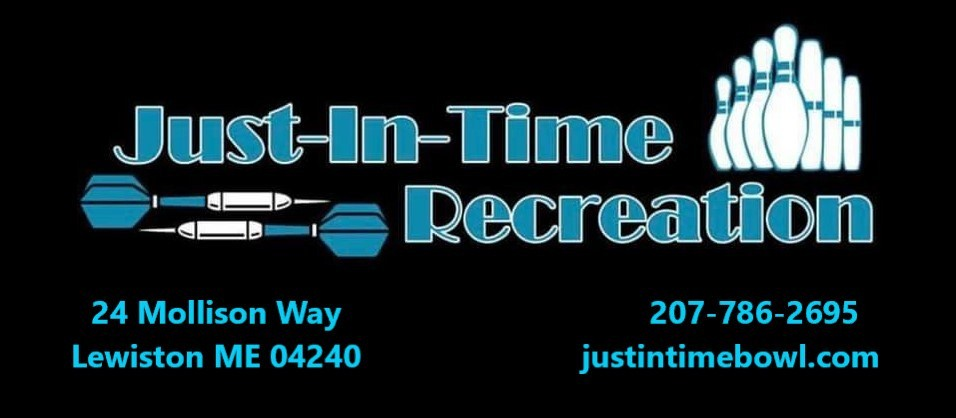 Just-In-Time
Recreation
24 Mollison Way
Lewiston ME 04240
207-786-2695
justintimebowl.com